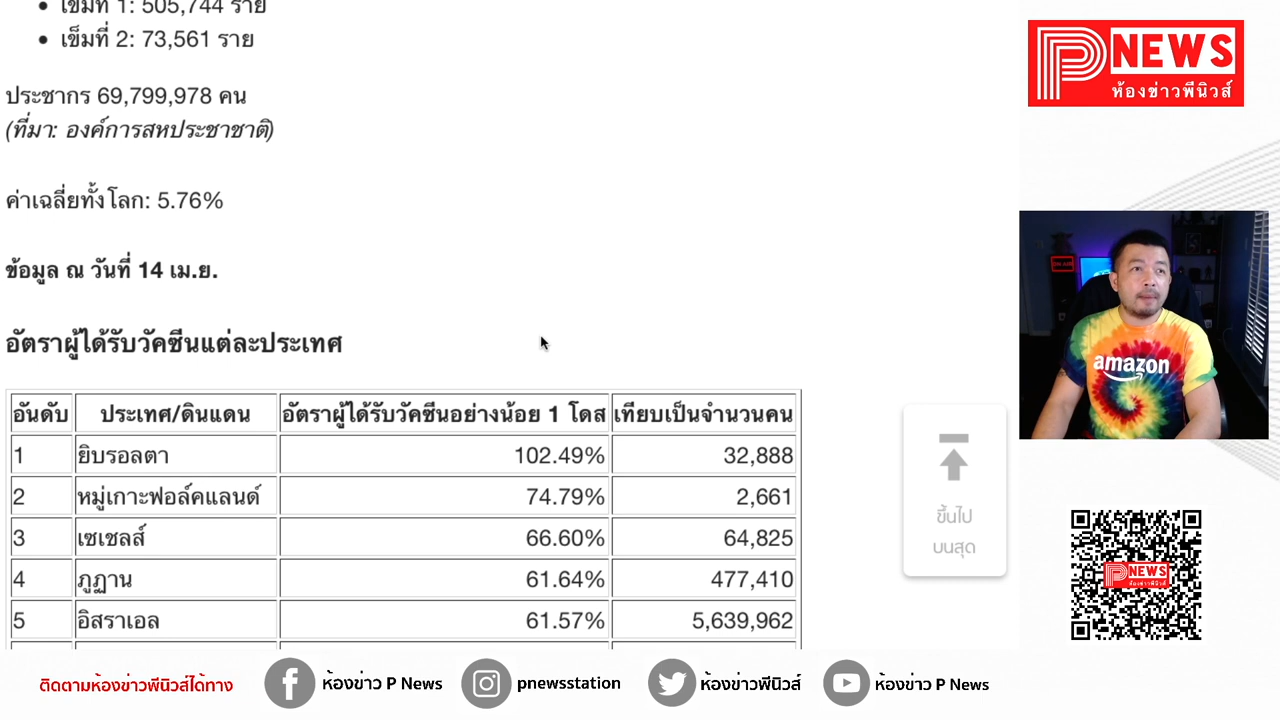 เข็มที่ 1: 505,744 ราย
เข็มที่ 2: 73,561 ราย
ประชากร 69,799,978 คน
(ที่มา: องค์การสหประชาชาติ)
ค่าเฉลี่ยทั้งโลก: 5.76%
ข้อมูล ณ วันที่ 14 เม.ย.
อัตราผู้ได้รับวัคซีนแต่ละประเทศ
อันดับ ประเทศ/ดินแดน อัตราผู้ได้รับวัคซีนอย่างน้อย 1 โดส เทียบเป็นจำนวนคน
1 ยิบรอลตา 102.49% 32,888
2 หมู่เกาะฟอล์คแลนด์ 74.79% 2,661
3 เซเชลส์ 66.60% 64,825
4 ภูฏาน 61.64% 477,410
5 อิสราเอล 61.57% 5,639,962
ขึ้นไป
บนสุด
P NEWS
ห้องข่าวพีนิวส์
ON AIR
amazon
P NEWS
ห้องข่าวพีนิวส์
ติดตามห้องข่าวพีนิวส์ได้ทาง ห้องข่าว P News pnewsstation ห้องข่าวพีนิวส์ ห้องข่าว P News